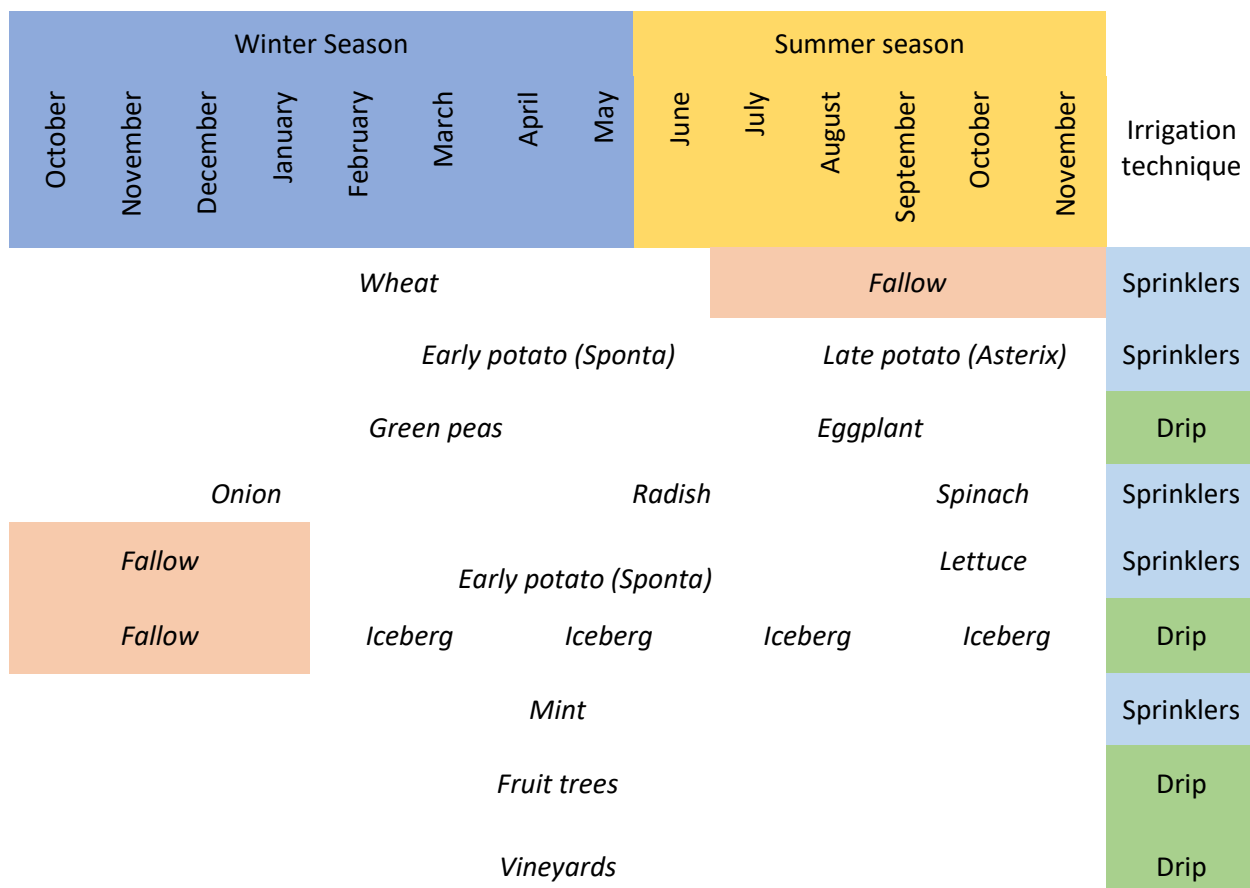 Winter Season
Summer season
October
November
December
January
February
March
April
May
June
July
August
September
October
November
Irrigation
technique
Wheat
Fallow
Sprinklers
Early potato (Sponta)
Late potato (Asterix)
Sprinklers
Green peas
Eggplant
Drip
Onion
Radish
Spinach
Sprinklers
Fallow
Early potato (Sponta)
Lettuce
Sprinklers
Fallow
Iceberg
Iceberg
Iceberg
Iceberg
Drip
Mint
Sprinklers
Fruit trees
Drip
Vineyards
Drip